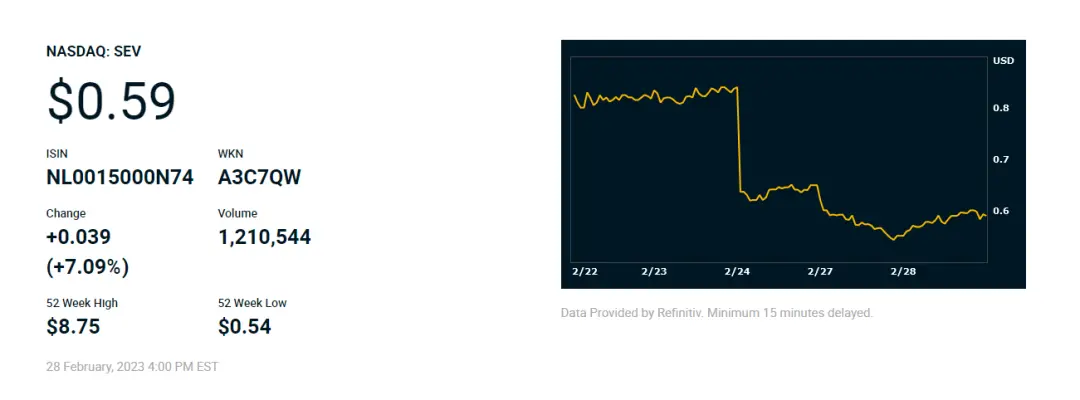 NASDAQ: SEV
$0.59
ISIN WKN
NL0015000N74 A3C7QW
Change Volume
+0.039 1,210,544
(+7.09%)
52 Week High 52 Week Low
$8.75 $0.54
28 February, 2023 4:00 PM EST
USD
0.8
0.7
0.6
2/22 2/23 2/24 2/27 2/28
Data Provided by Refinitiv. Minimum 15 minutes delayed.